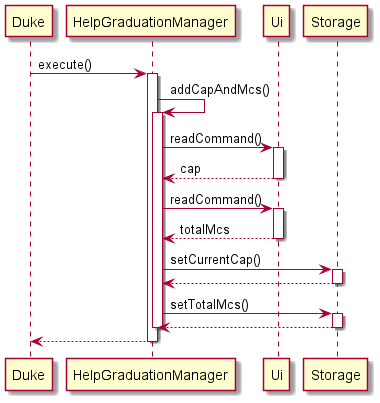 Duke HelpGraduationManager Ui Storage
execute()
addCapAndMcs()
readCommand()
cap
readCommand()
totalMcs
setCurrentCap()
setTotalMcs()
Duke HelpGraduationManager Ui Storage